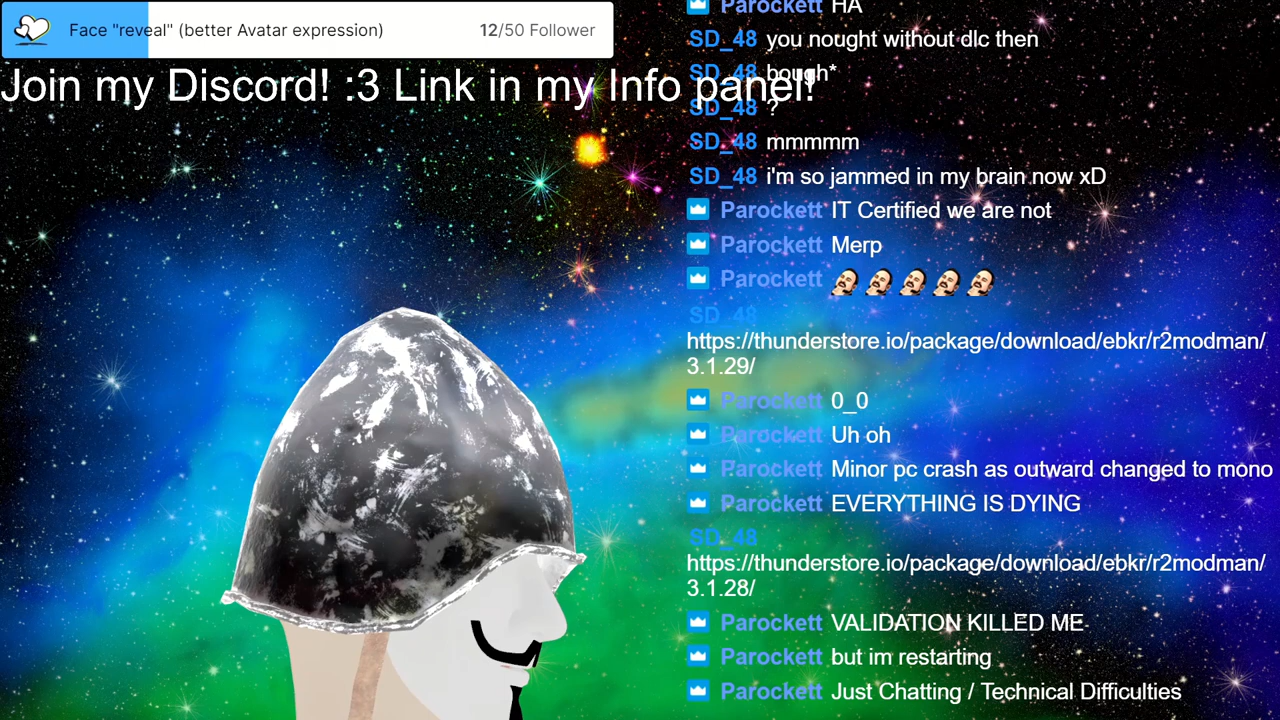 Face "reveal" (better Avatar expression) 12/50 Follower
Join my Discord! :3 Link in my Info panel!
Parockett HA
SD_48 you nought without dlc then
SD_48 bough*
SD_48 ?
SD_48 mmmmm
SD_48 i'm so jammed in my brain now xD
Parockett IT Certified we are not
Parockett Merp
Parockett
SD_48
https://thunderstore.io/package/download/ebkr/r2modman/
3.1.29/
Parockett 0_0
Parockett Uh oh
Parockett Minor pc crash as outward changed to mono
Parockett EVERYTHING IS DYING
SD_48
https://thunderstore.io/package/download/ebkr/r2modman/
3.1.28/
Parockett VALIDATION KILLED ME
Parockett but im restarting
Parockett Just Chatting / Technical Difficulties